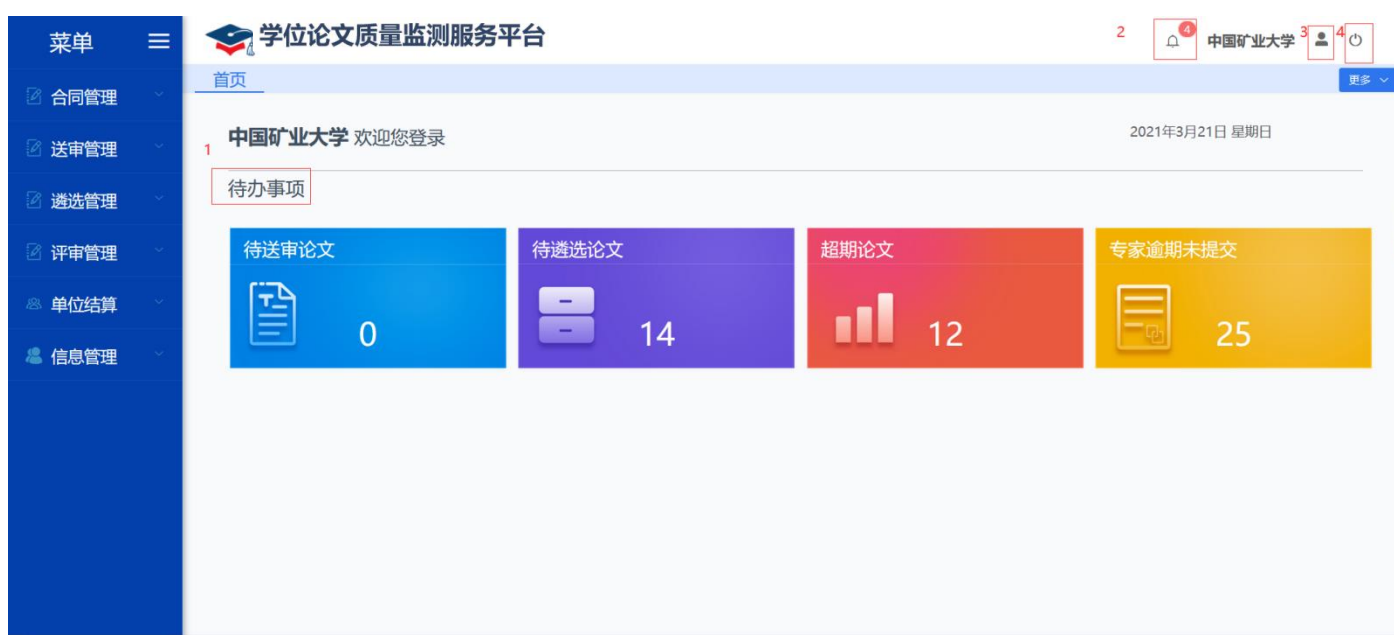 菜单
学位论文质量监测服务平台
2
4
中国矿业大学
3
4
首页
更多
合同管理
送审管理
遴选管理
评审管理
单位结算
信息管理
1
中国矿业大学 欢迎您登录
2021年3月21日 星期日
待办事项
待送审论文
待遴选论文
超期论文
专家逾期未提交
0
14
12
25